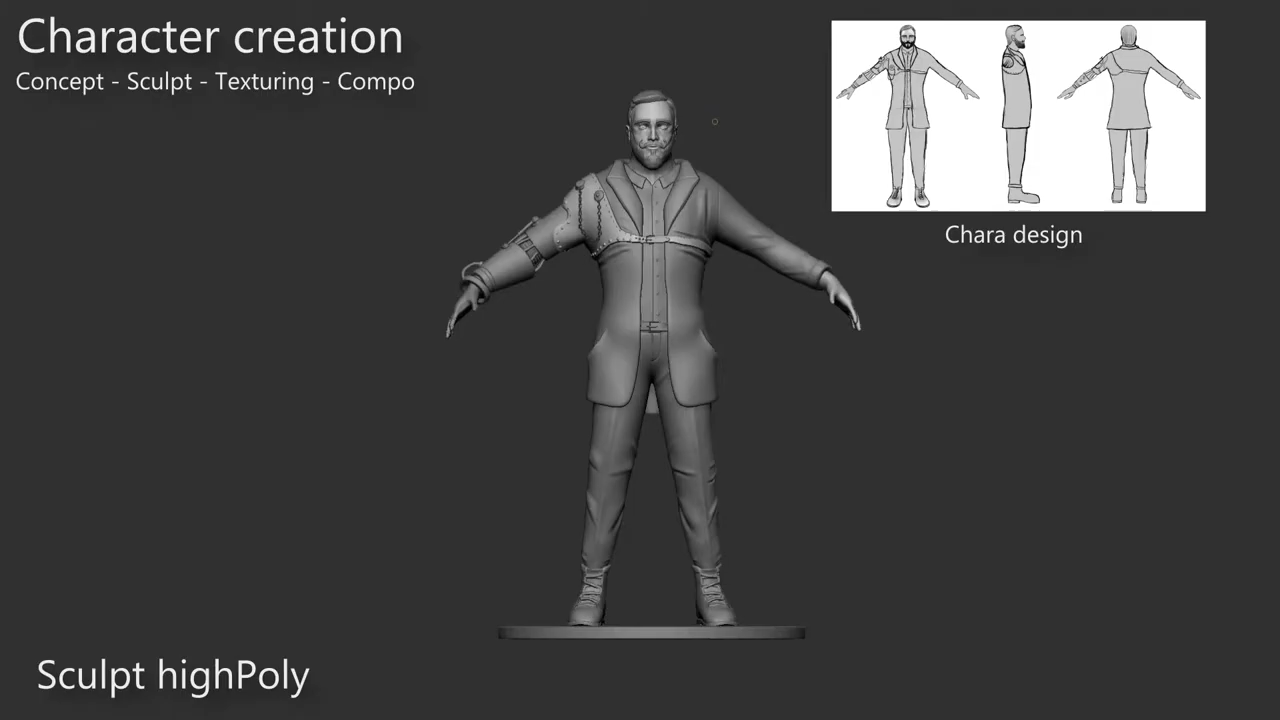 Character creation
Concept - Sculpt - Texturing - Compo
Chara design
Sculpt highPoly